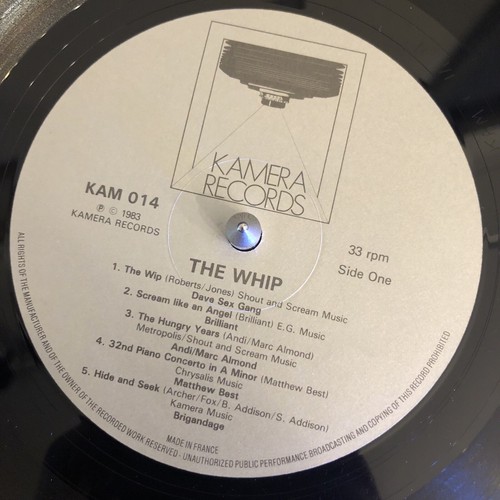 KAMERA
RECORDS
KAM 014
℗ © 1983
KAMERA RECORDS
33 rpm
Side One
THE WHIP
1. The Wip (Roberts/Jones) Shout and Scream Music
Dave Sex Gang
2. Scream like an Angel (Brilliant) E.G. Music
Brilliant
3. The Hungry Years (Andi/Marc Almond)
Metropolis/Shout and Scream Music
Andi/Marc Almond
4. 32nd Piano Concerto in A Minor (Matthew Best)
Chrysalis Music
Matthew Best
5. Hide and Seek (Archer/Fox/B. Addison/S. Addison)
Kamera Music
Brigandage
MADE IN FRANCE
ALL RIGHTS OF THE MANUFACTURER AND OF THE OWNER OF THE RECORDED WORK RESERVED - UNAUTHORIZED PUBLIC PERFORMANCE BROADCASTING AND COPYING OF THIS RECORD PROHIBITED